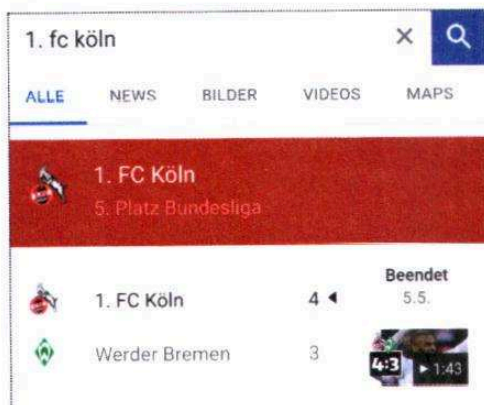 1. fc köln
ALLE NEWS BILDER VIDEOS MAPS
1. FC Köln
5. Platz Bundesliga
1. FC Köln 4 Beendet 5.5.
Werder Bremen 3 4:3 1:43